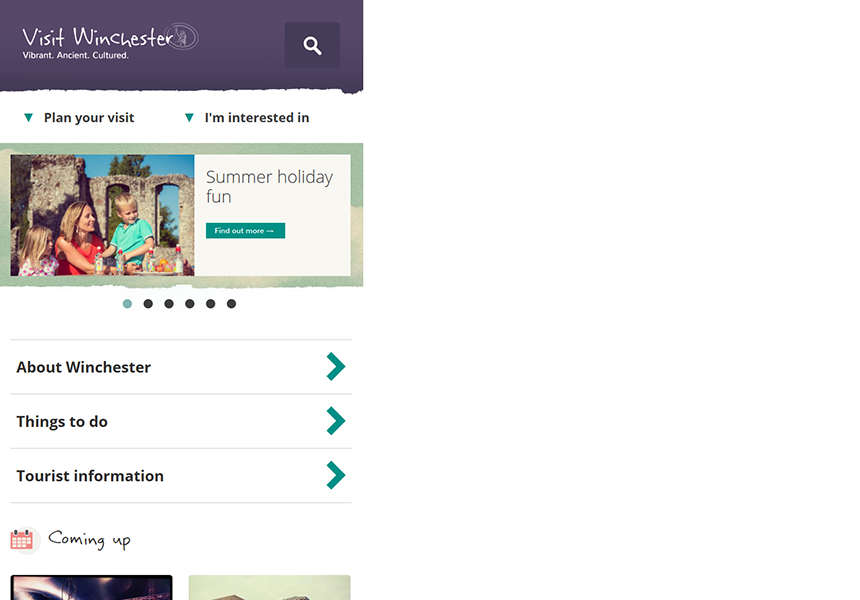 Visit Winchester
Vibrant. Ancient. Cultured.
Plan your visit
I'm interested in
Summer holiday
fun
Find out more →
About Winchester
Things to do
Tourist information
Coming up